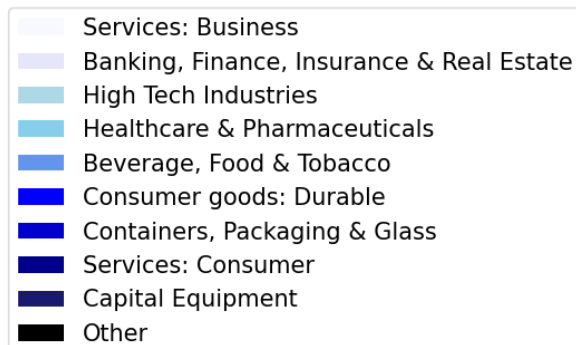 Services: Business
Banking, Finance, Insurance & Real Estate
High Tech Industries
Healthcare & Pharmaceuticals
Beverage, Food & Tobacco
Consumer goods: Durable
Containers, Packaging & Glass
Services: Consumer
Capital Equipment
Other